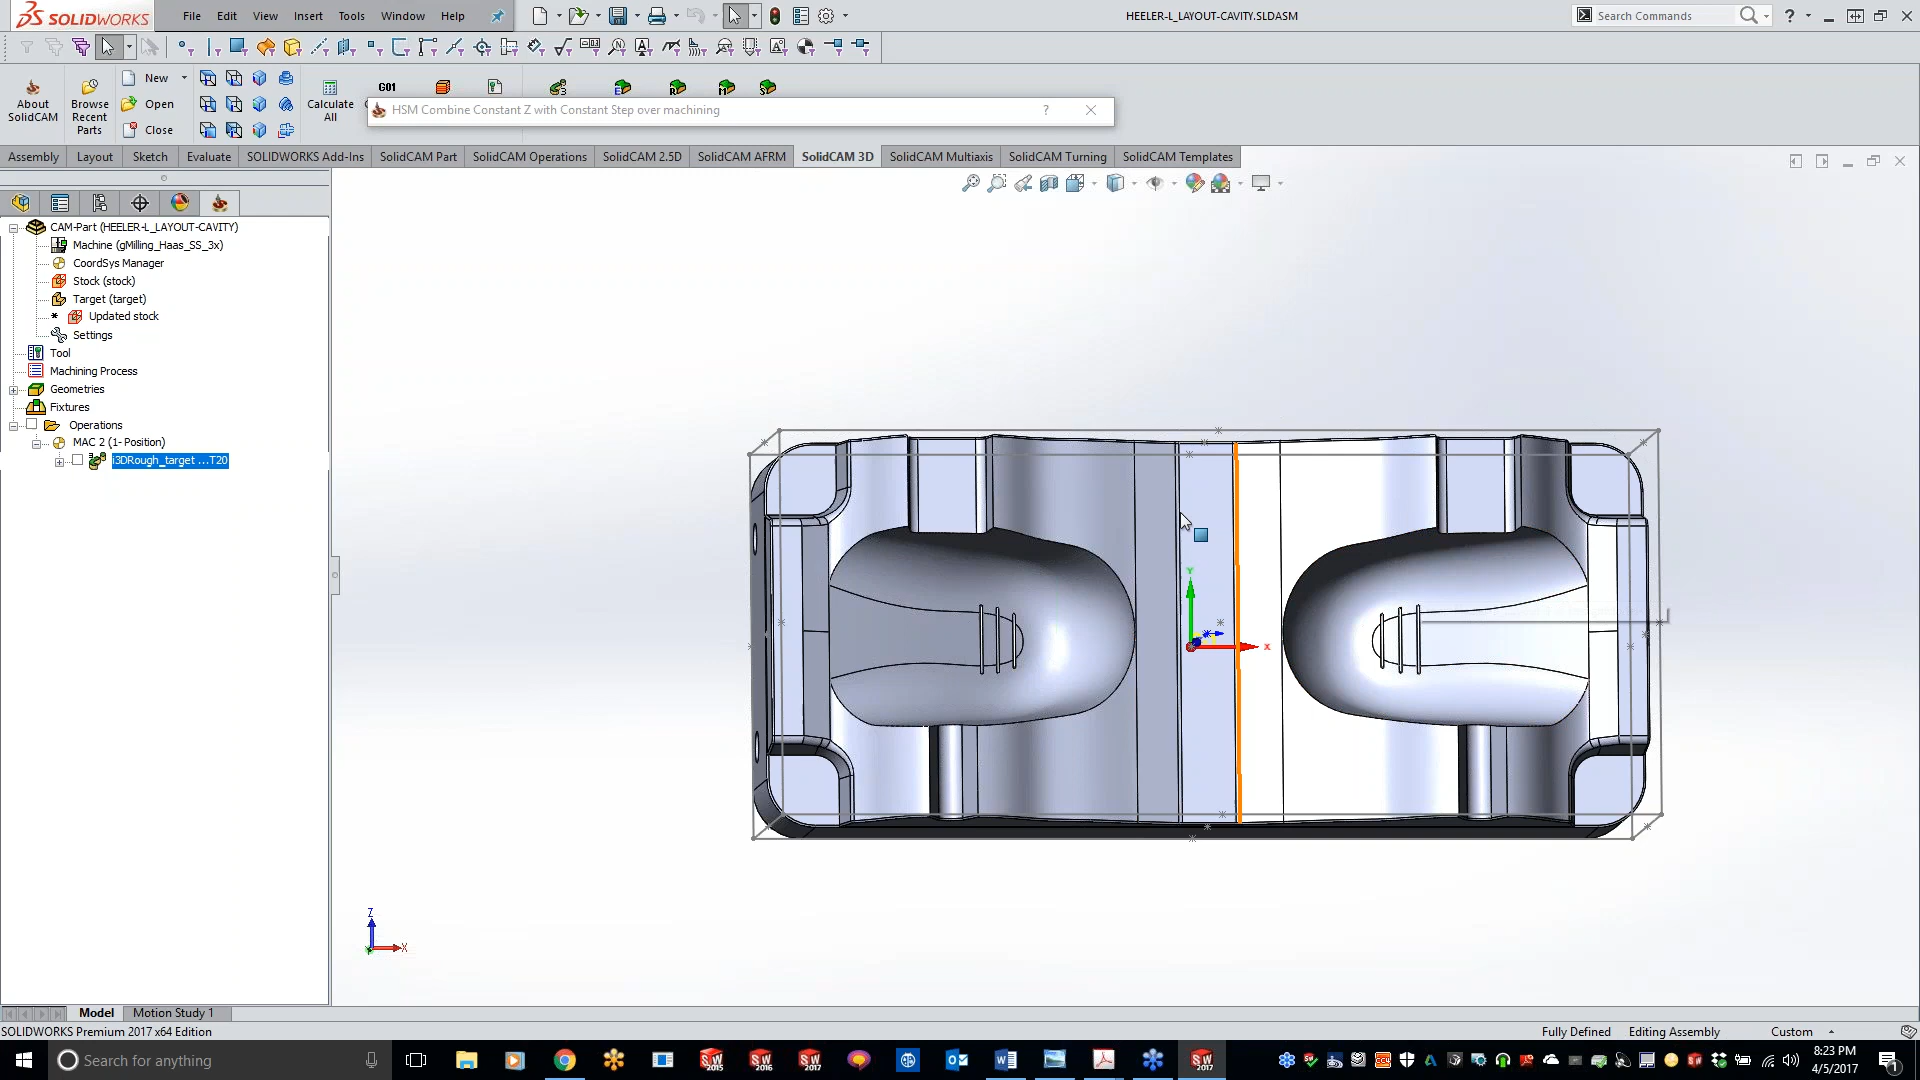 SOLIDWORKS
File Edit View Insert Tools Window Help
HEELER-L_LAYOUT-CAVITY.SLDASM
Search Commands
About SolidCAM
Browse Recent Parts
New
Open
Close
Calculate All
G01
HSM Combine Constant Z with Constant Step over machining
Assembly Layout Sketch Evaluate SOLIDWORKS Add-Ins SolidCAM Part SolidCAM Operations SolidCAM 2.5D SolidCAM AFRM SolidCAM 3D SolidCAM Multiaxis SolidCAM Turning SolidCAM Templates
CAM-Part (HEELER-L_LAYOUT-CAVITY)
Machine (gMilling_Haas_SS_3x)
CoordSys Manager
Stock (stock)
Target (target)
* Updated stock
Settings
Tool
Machining Process
Geometries
Fixtures
Operations
MAC 2 (1- Position)
i3DRough_target ...T20
Y
X
Z
X
Model Motion Study 1
SOLIDWORKS Premium 2017 x64 Edition
Fully Defined Editing Assembly Custom
Search for anything
2015 2016 2017 2017
8:23 PM
4/5/2017